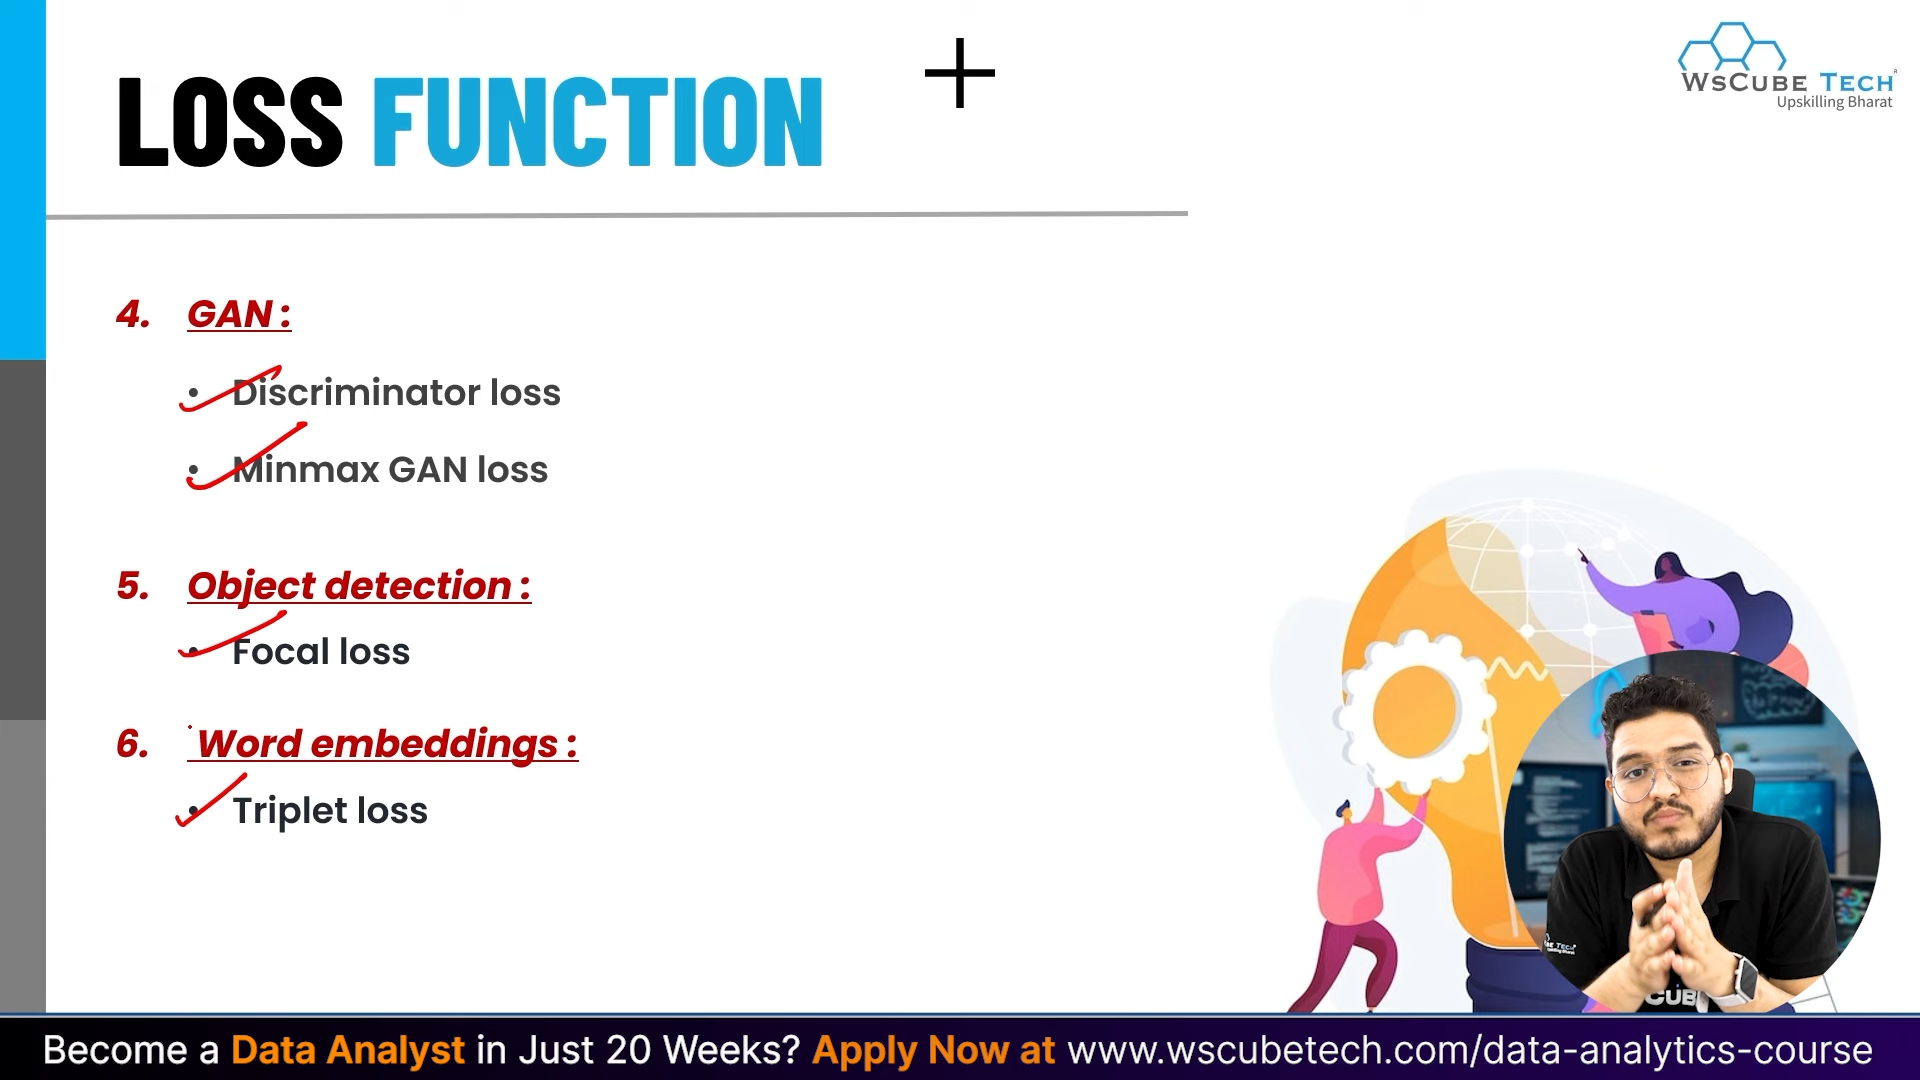 LOSS FUNCTION
WSCUBE TECH®
Upskilling Bharat
4. GAN :
• Discriminator loss
• Minmax GAN loss
5. Object detection :
• Focal loss
6. Word embeddings :
• Triplet loss
Become a Data Analyst in Just 20 Weeks? Apply Now at www.wscubetech.com/data-analytics-course